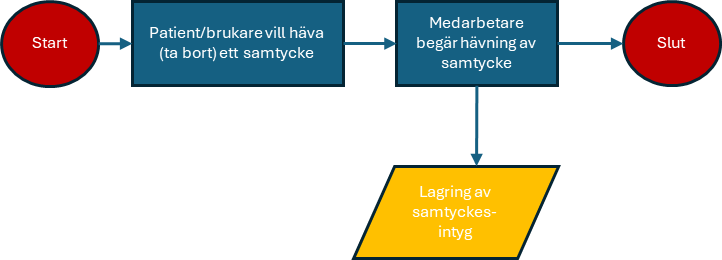 Start
Patient/brukare vill häva
(ta bort) ett samtycke
Medarbetare
begär hävning av
samtycke
Slut
Lagring av
samtyckes-
intyg